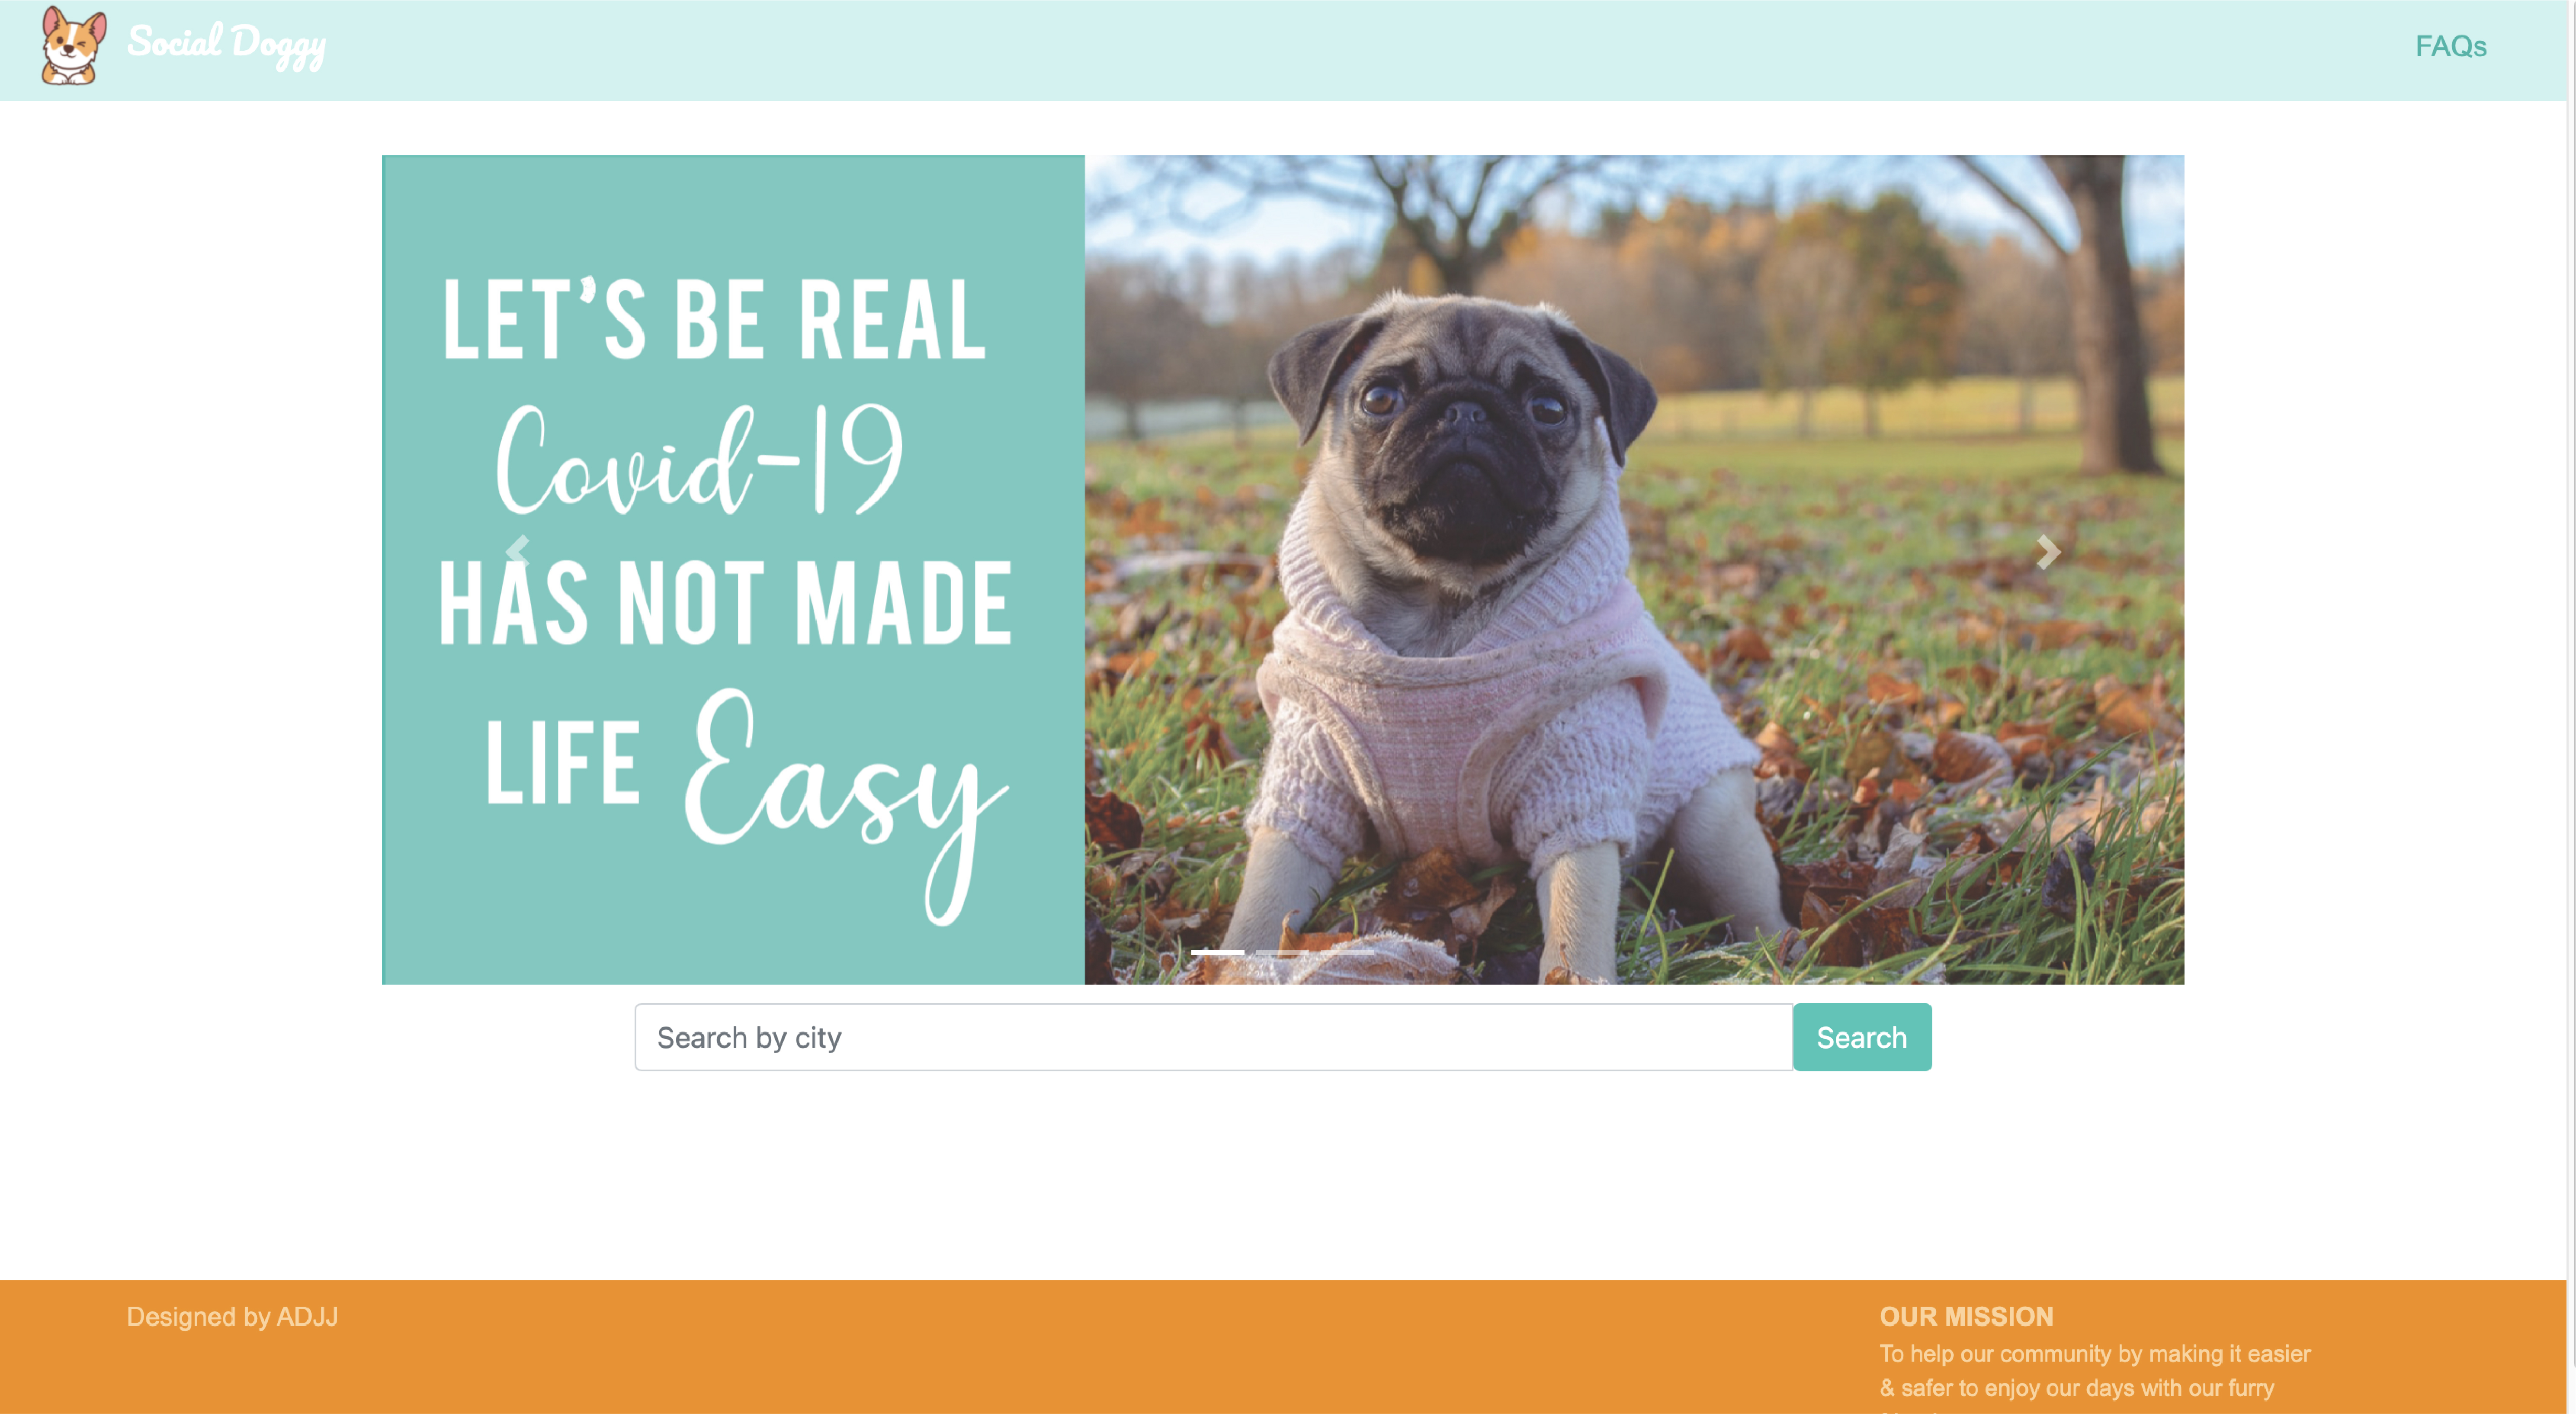 Social Doggy
FAQs
LET'S BE REAL
Covid-19
HAS NOT MADE
LIFE Easy
Search by city
Search
Designed by ADJJ
OUR MISSION
To help our community by making it easier
& safer to enjoy our days with our furry